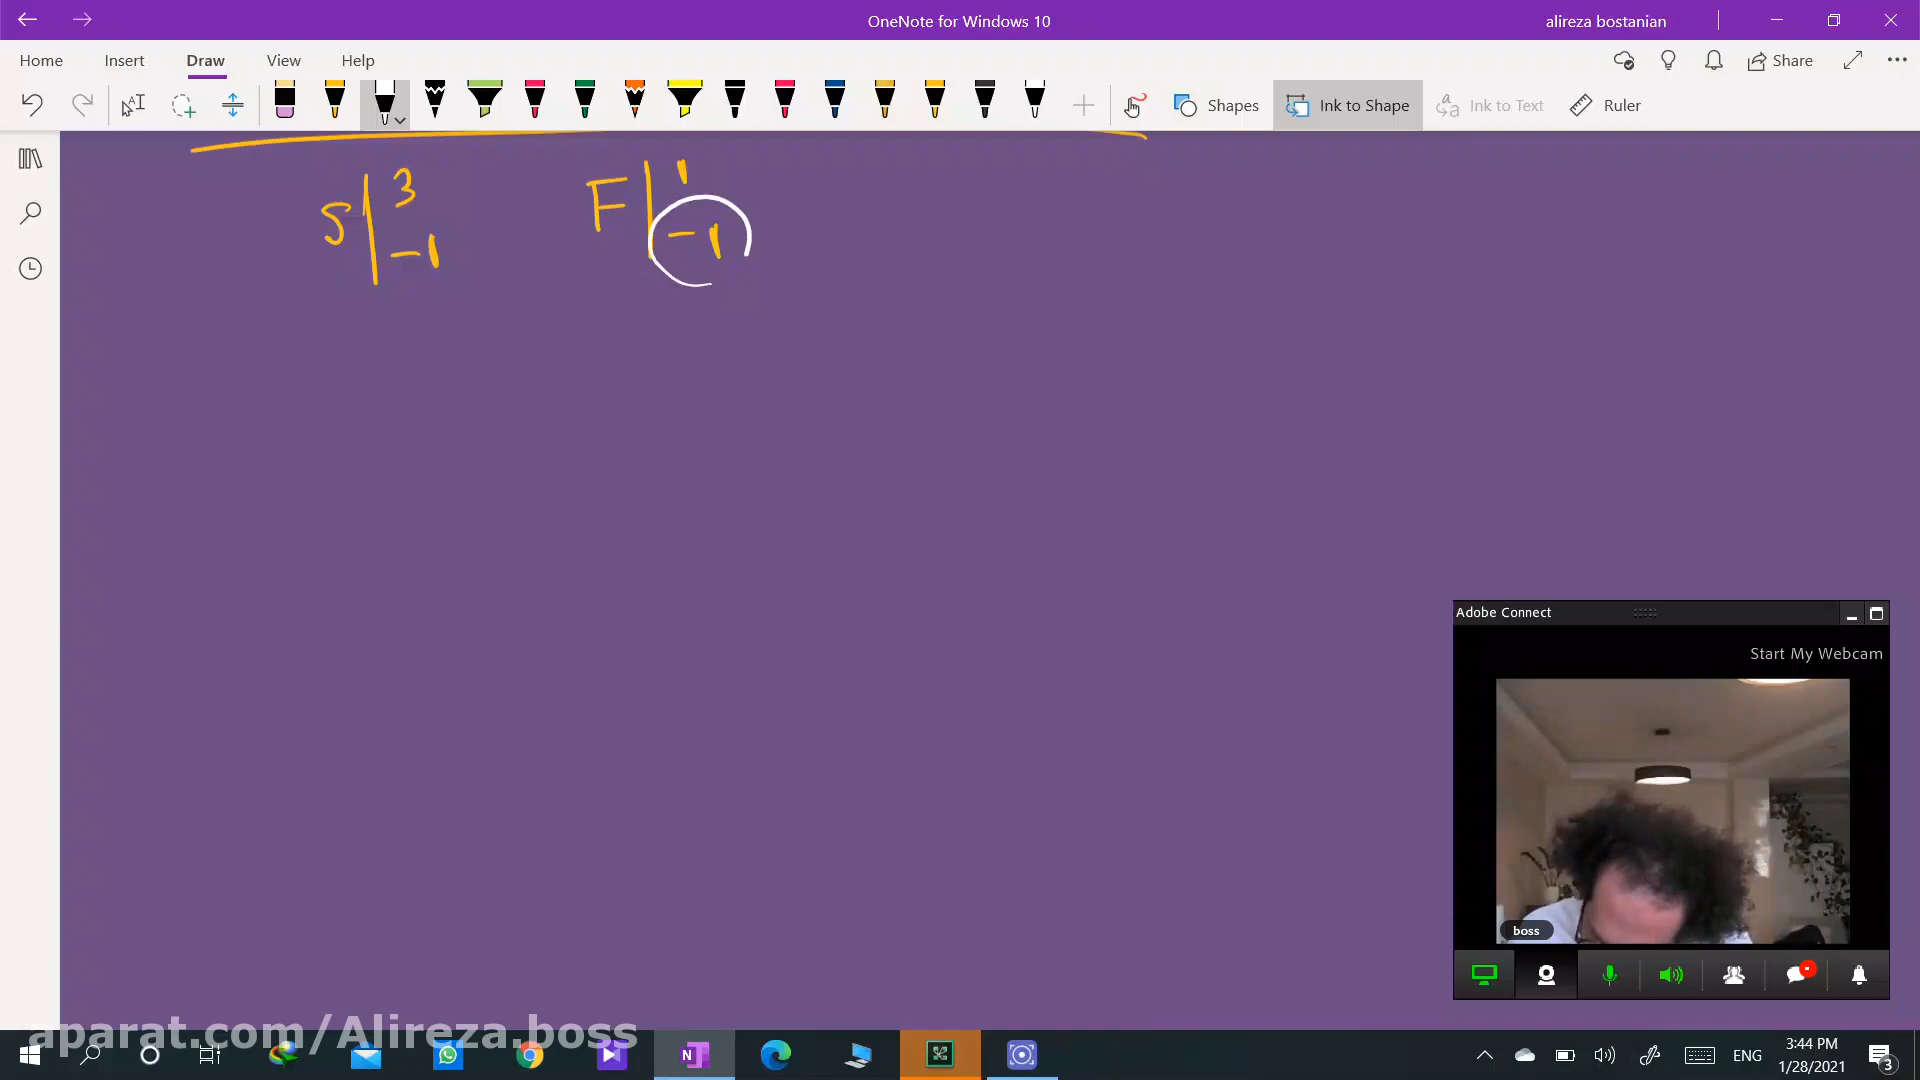 OneNote for Windows 10
alireza bostanian
Home Insert Draw View Help
Share
Shapes
Ink to Shape
Ink to Text
Ruler
S | 3
-1
F | 1
-1
Adobe Connect
Start My Webcam
boss
aparat.com/Alireza.boss
ENG
3:44 PM
1/28/2021
3